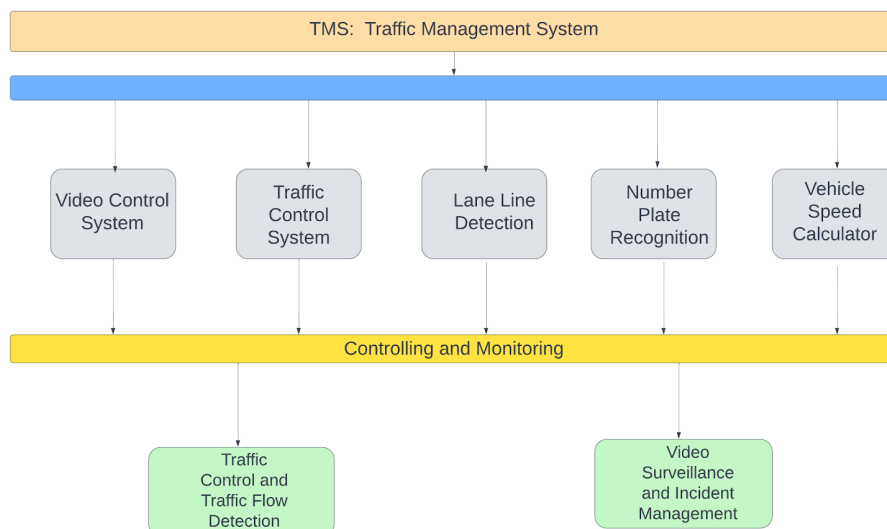 TMS:  Traffic Management System
Video Control
System
Traffic
Control
System
Lane Line
Detection
Number
Plate
Recognition
Vehicle
Speed
Calculator
Controlling and Monitoring
Traffic
Control and
Traffic Flow
Detection
Video
Surveillance
and Incident
Management